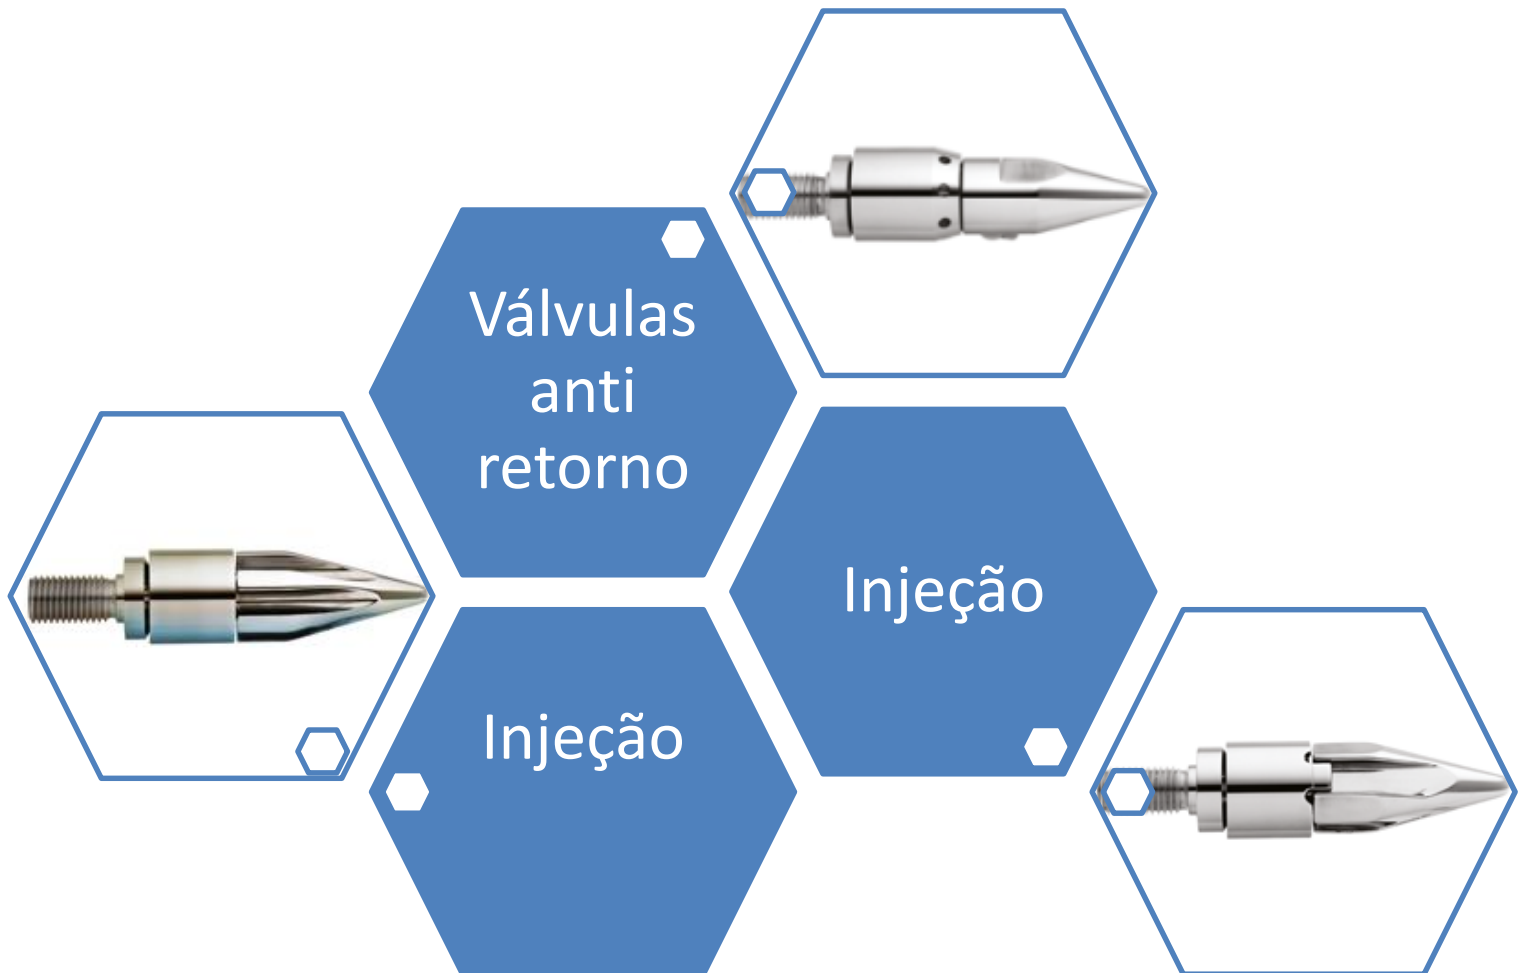 Válvulas
anti
retorno
Injeção
Injeção